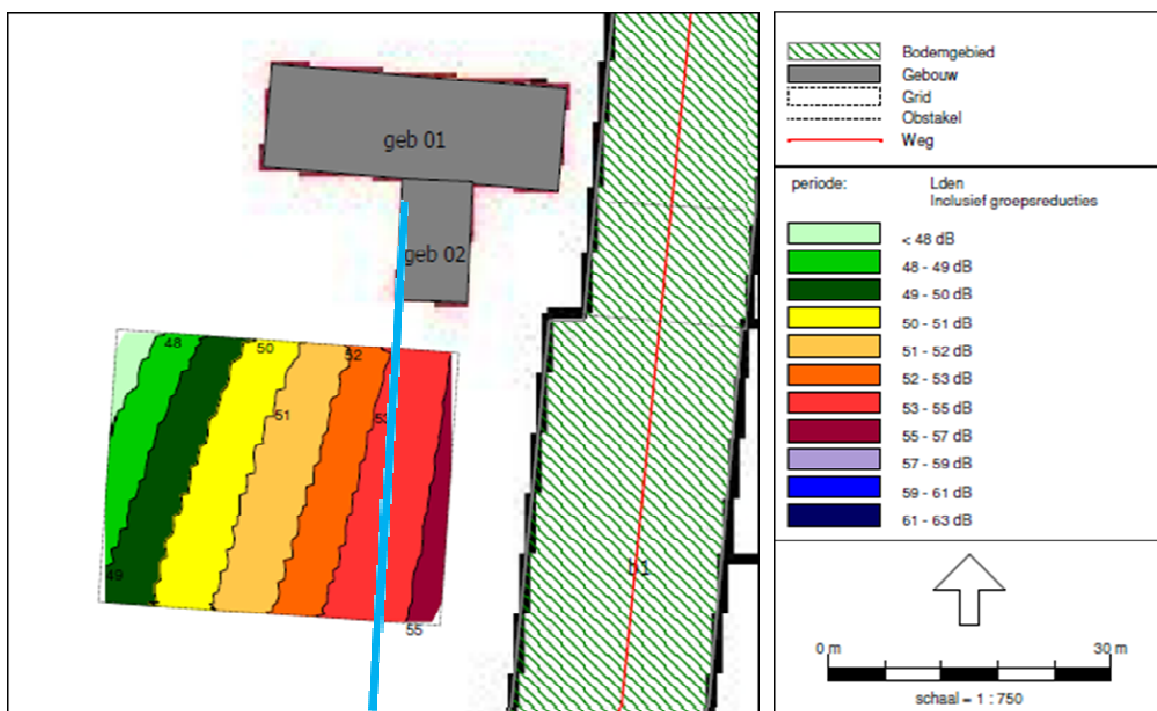 geb 01
geb 02
48
50
52
51
53
49
55
b1
Bodemgebied
Gebouw
Grid
Obstakel
Weg
periode: Lden
Inclusief groepsreducties
< 48 dB
48 - 49 dB
49 - 50 dB
50 - 51 dB
51 - 52 dB
52 - 53 dB
53 - 55 dB
55 - 57 dB
57 - 59 dB
59 - 61 dB
61 - 63 dB
0 m 30 m
schaal = 1 : 750